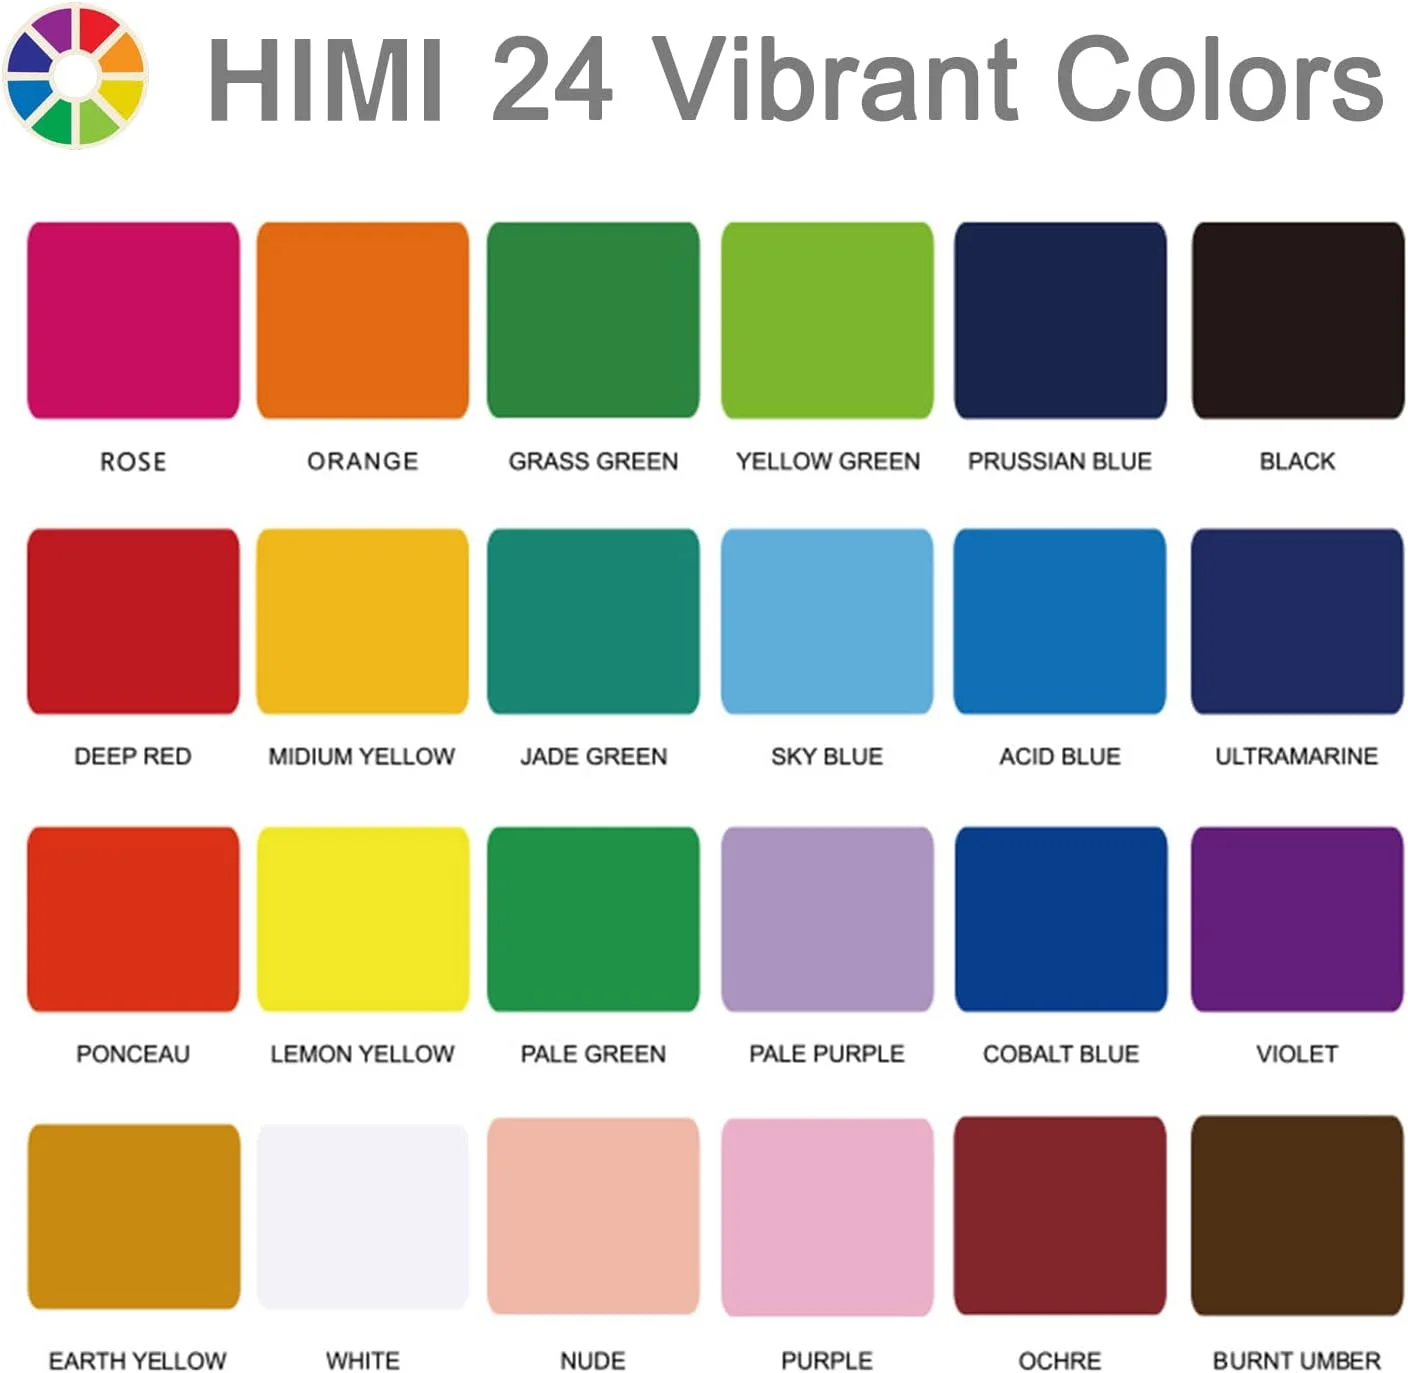 HIMI 24 Vibrant Colors
ROSE ORANGE GRASS GREEN YELLOW GREEN PRUSSIAN BLUE BLACK
DEEP RED MIDIUM YELLOW JADE GREEN SKY BLUE ACID BLUE ULTRAMARINE
PONCEAU LEMON YELLOW PALE GREEN PALE PURPLE COBALT BLUE VIOLET
EARTH YELLOW WHITE NUDE PURPLE OCHRE BURNT UMBER